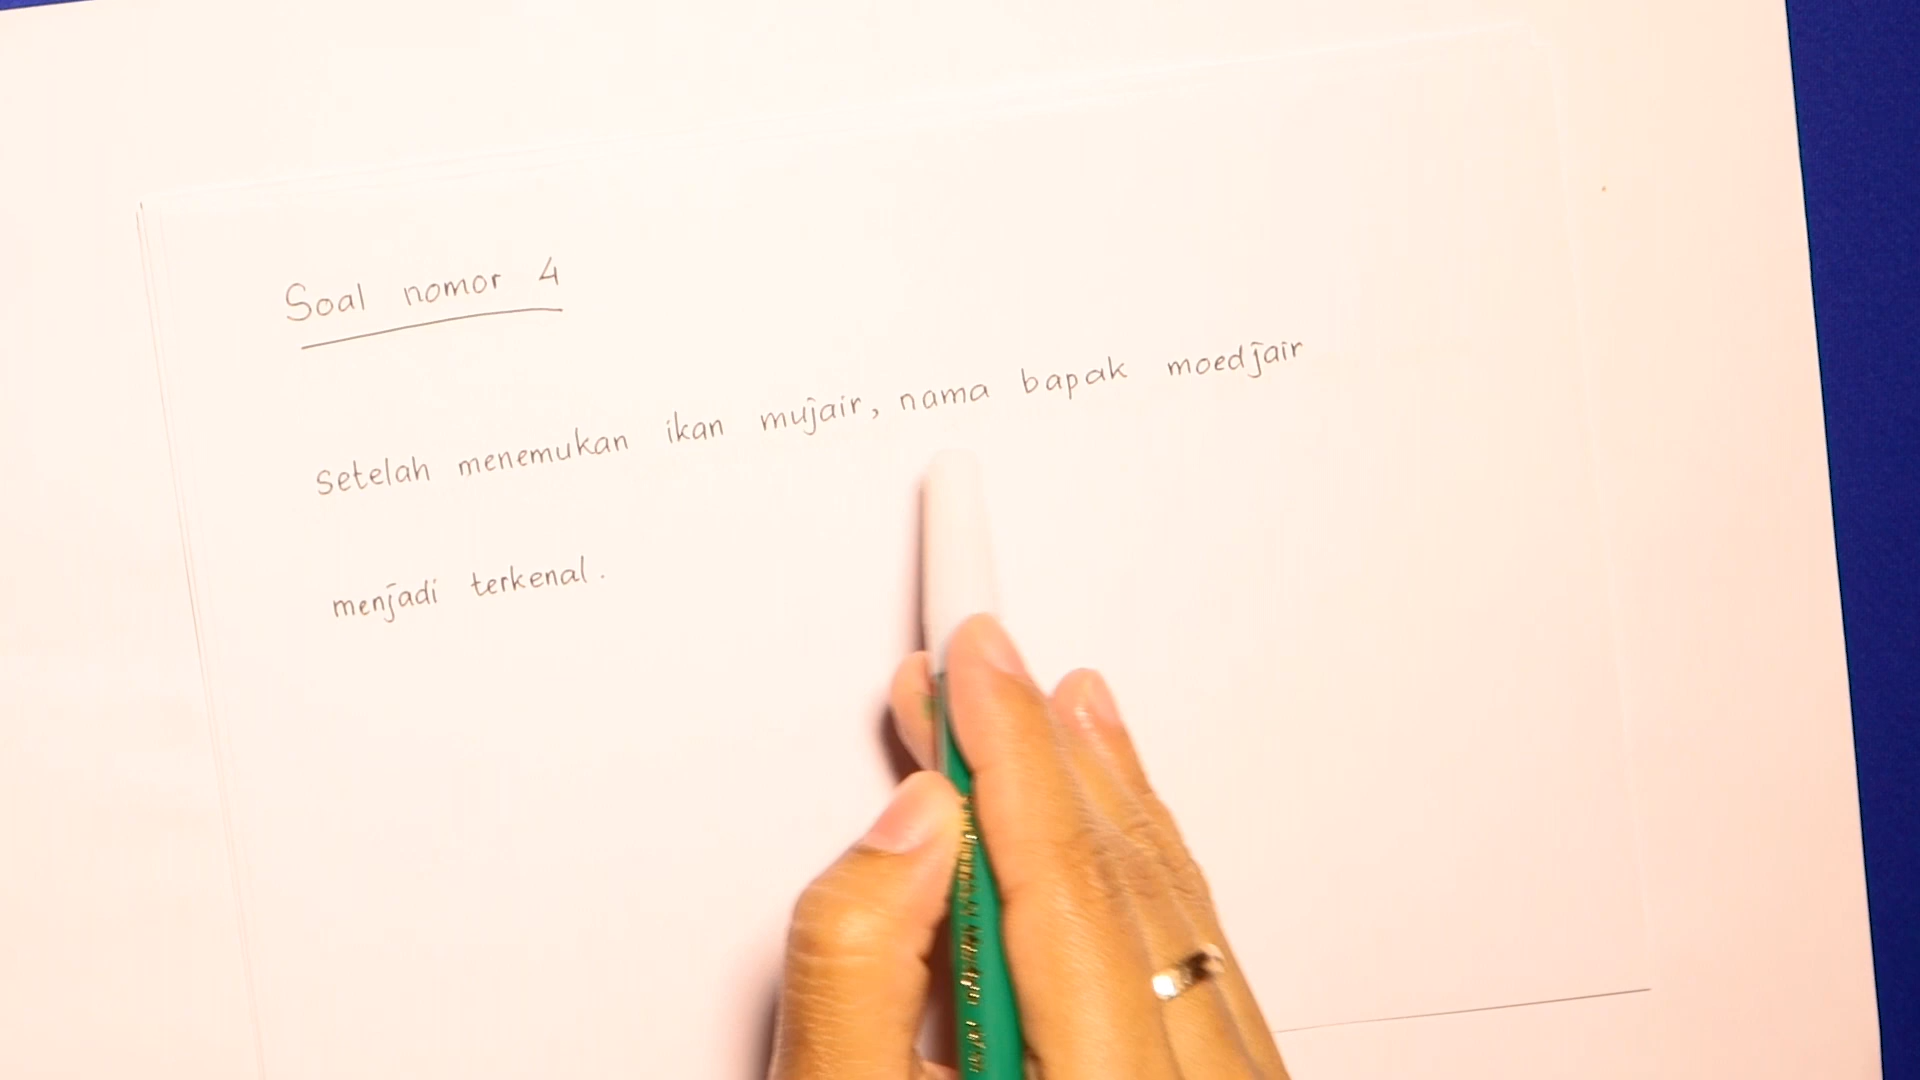 Soal nomor 4
Setelah menemukan ikan mujair, nama bapak moedjair
menjadi terkenal.